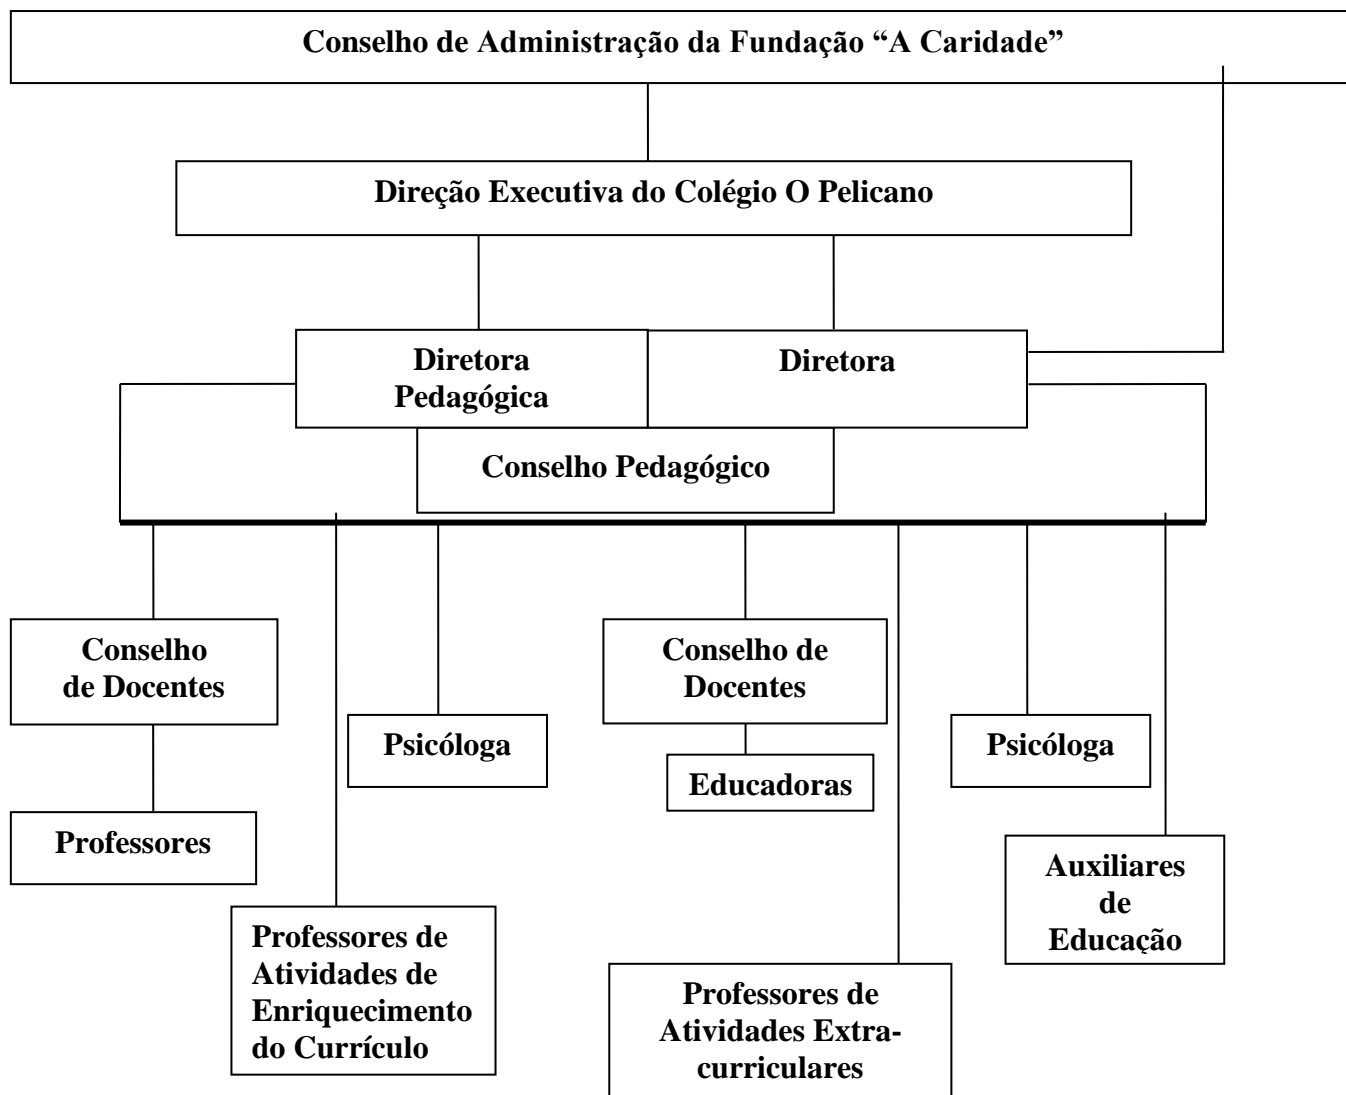 Conselho de Administração da Fundação “A Caridade”
Direção Executiva do Colégio O Pelicano
Diretora
Pedagógica
Diretora
Conselho Pedagógico
Conselho
de Docentes
Conselho de
Docentes
Psicóloga
Psicóloga
Educadoras
Professores
Auxiliares
de
Educação
Professores de
Atividades de
Enriquecimento
do Currículo
Professores de
Atividades Extra-
curriculares